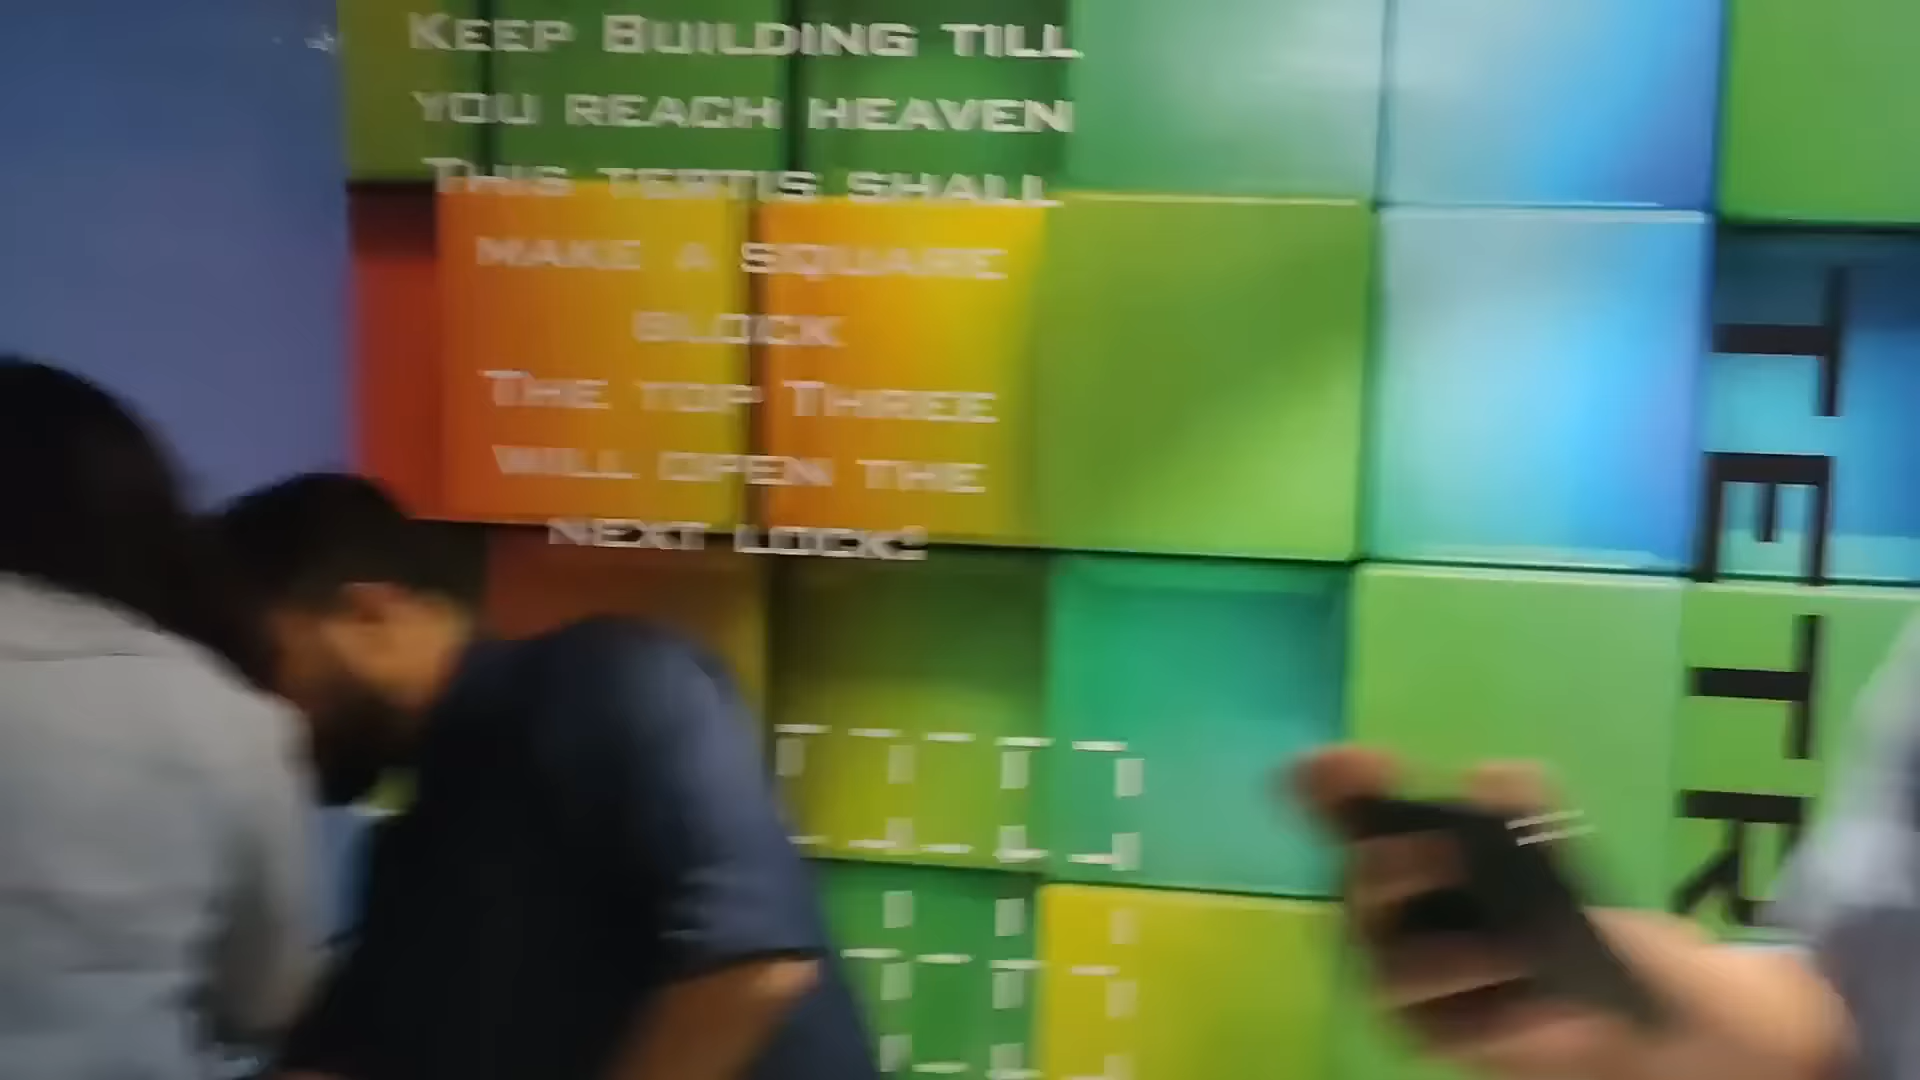 KEEP BUILDING TILL
YOU REACH HEAVEN
THIS TERTIS SHALL
MAKE A SQUARE
BLOCK
THE TOP THREE
WILL OPEN THE
NEXT LOCK!
TETR